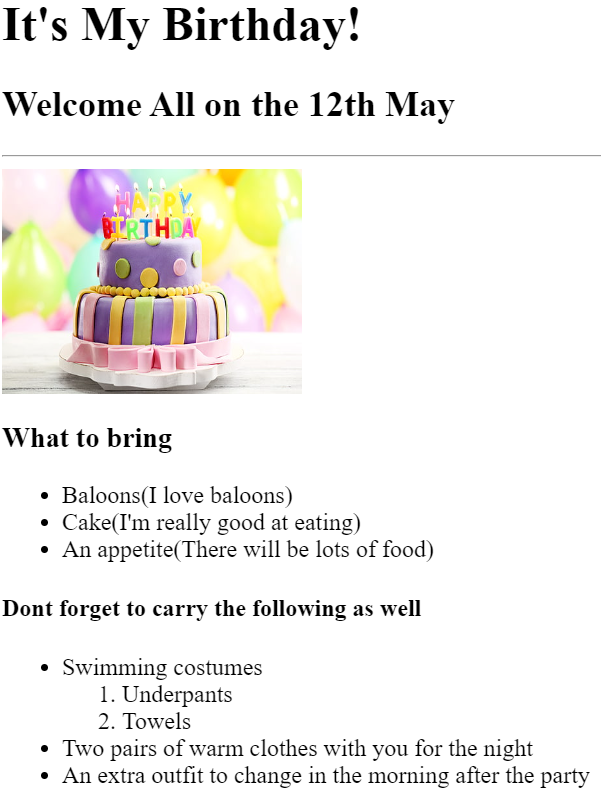 It's My Birthday!
Welcome All on the 12th May
HAPPY
BIRTHDAY
What to bring
• Baloons(I love baloons)
• Cake(I'm really good at eating)
• An appetite(There will be lots of food)
Dont forget to carry the following as well
• Swimming costumes
1. Underpants
2. Towels
• Two pairs of warm clothes with you for the night
• An extra outfit to change in the morning after the party